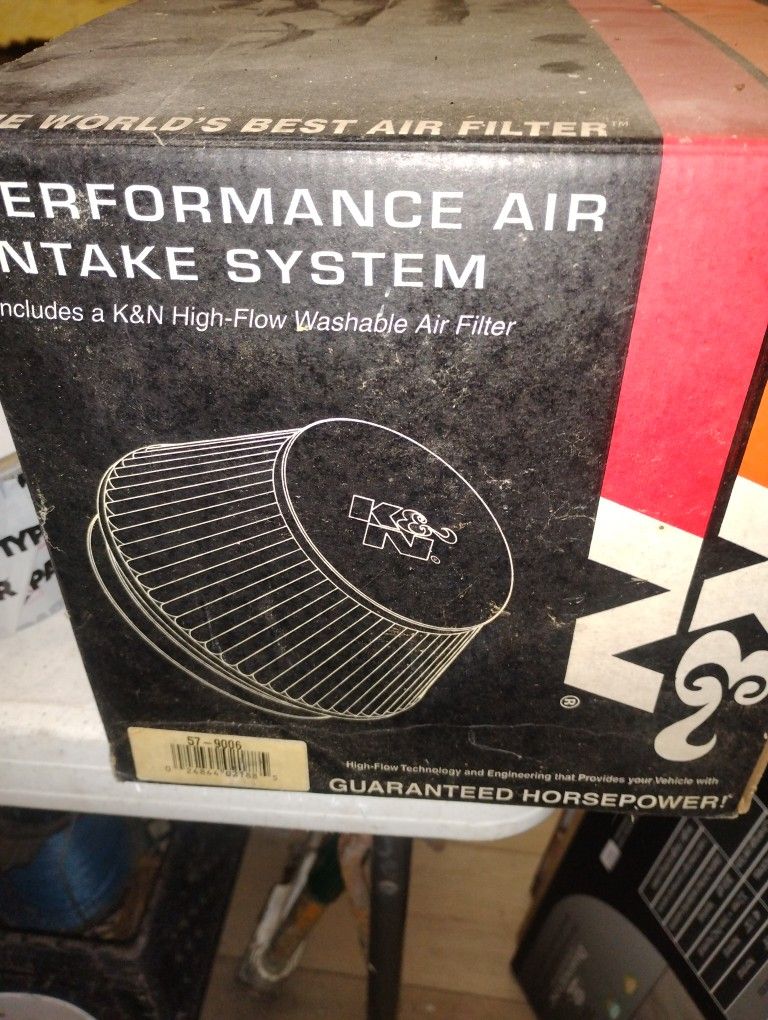 E WORLD'S BEST AIR FILTER™
ERFORMANCE AIR
NTAKE SYSTEM
ncludes a K&N High-Flow Washable Air Filter
K&N®
K&N®
57-9006
High-Flow Technology and Engineering that Provides your Vehicle with
GUARANTEED HORSEPOWER!